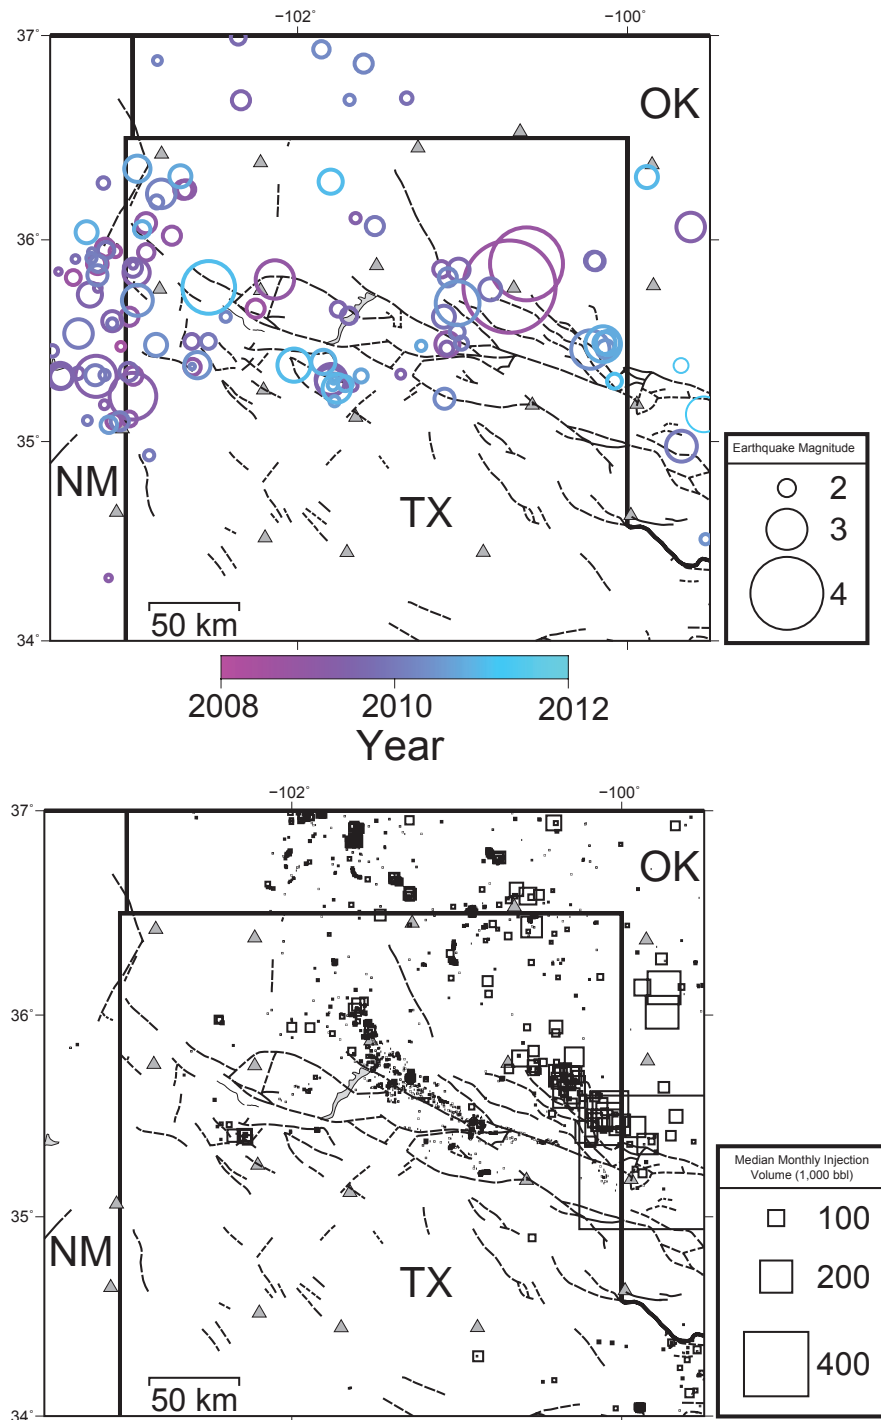 −102˚ −100˚
37˚
OK
36˚
35˚
NM
TX
50 km
34˚
Earthquake Magnitude
2
3
4
2008 2010 2012
Year
−102˚ −100˚
37˚
OK
36˚
35˚
NM
TX
50 km
34˚
Median Monthly Injection
Volume (1,000 bbl)
100
200
400